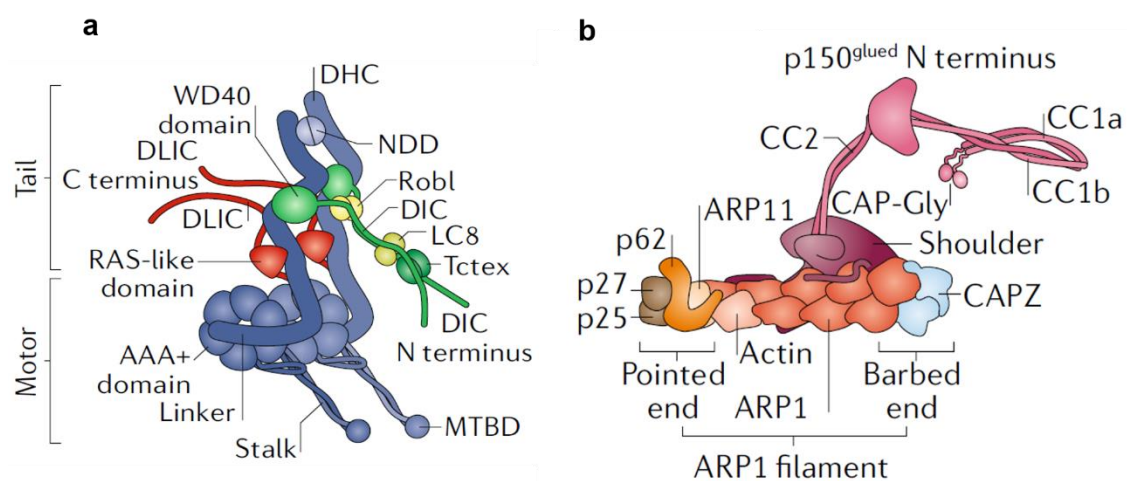 a
DHC
WD40
domain
NDD
DLIC
C terminus
Robl
DLIC
DIC
LC8
RAS-like
domain
Tctex
DIC
N terminus
AAA+
domain
Linker
Stalk
MTBD
Tail
Motor
b
p150glued N terminus
CC2
CC1a
CC1b
CAP-Gly
ARP11
p62
Shoulder
p27
p25
CAPZ
Actin
Pointed
end
ARP1
Barbed
end
ARP1 filament